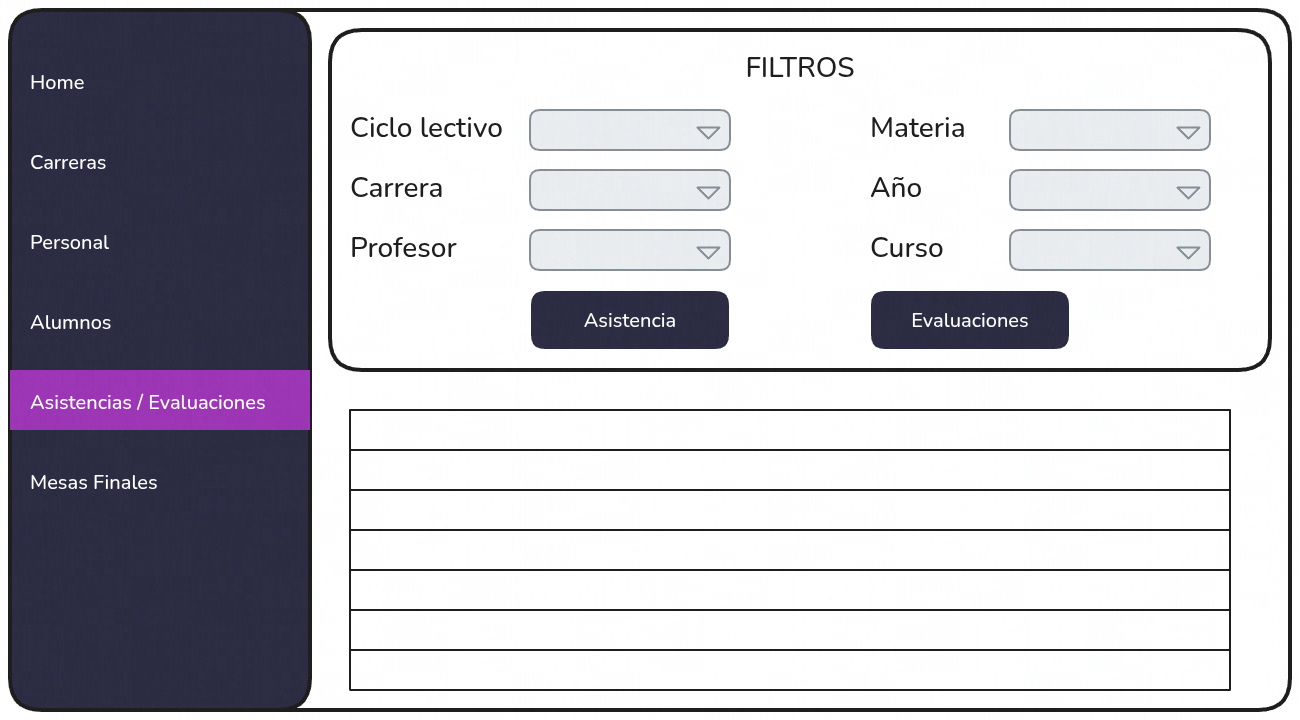 Home
Carreras
Personal
Alumnos
Asistencias / Evaluaciones
Mesas Finales
FILTROS
Ciclo lectivo
Materia
Carrera
Año
Profesor
Curso
Asistencia
Evaluaciones